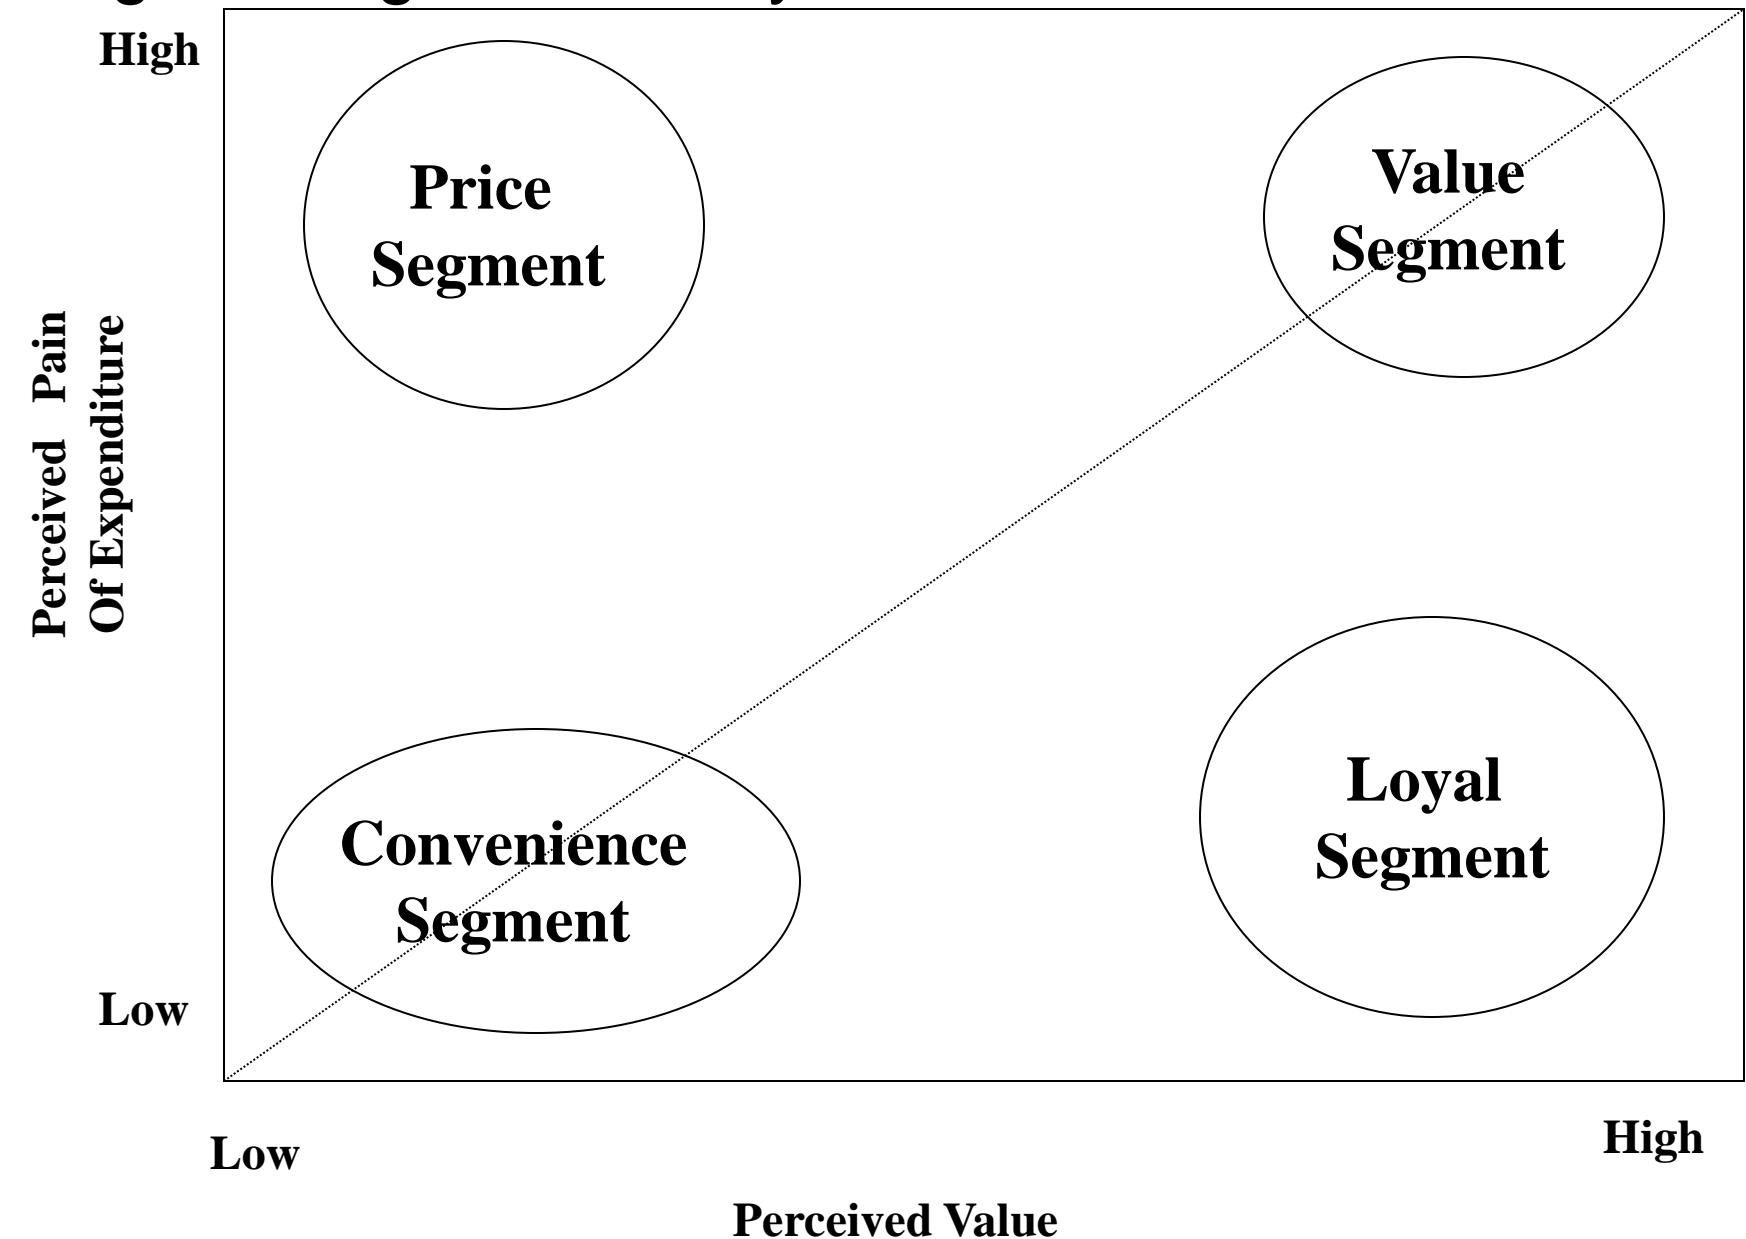 High
Price
Segment
Value
Segment
Perceived Pain
Of Expenditure
Convenience
Segment
Loyal
Segment
Low
Low
High
Perceived Value